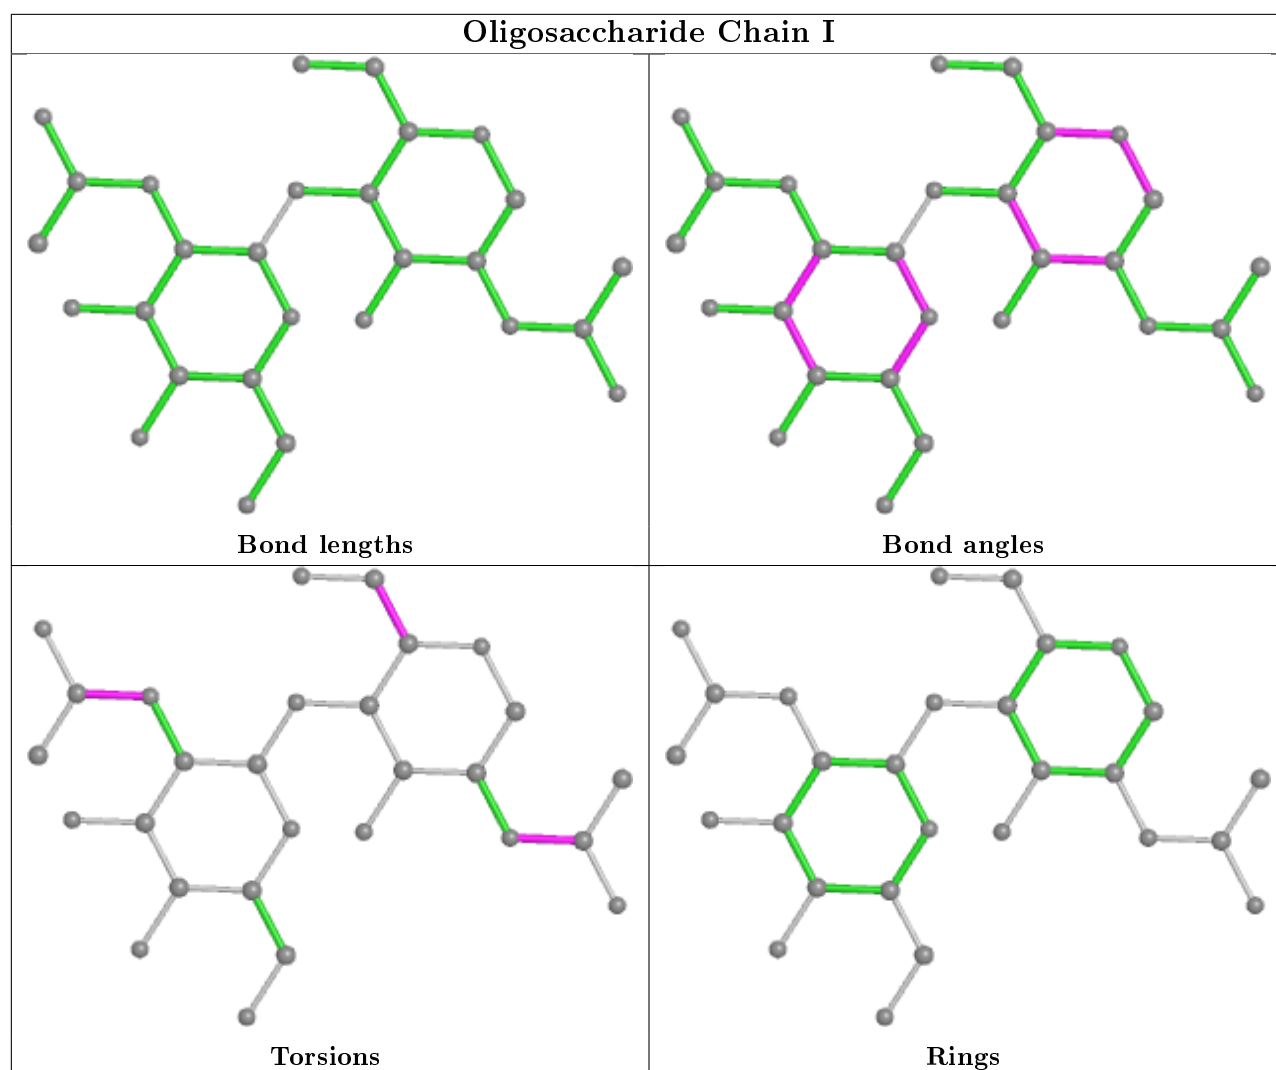 Oligosaccharide Chain I
Bond lengths
Bond angles
Torsions
Rings